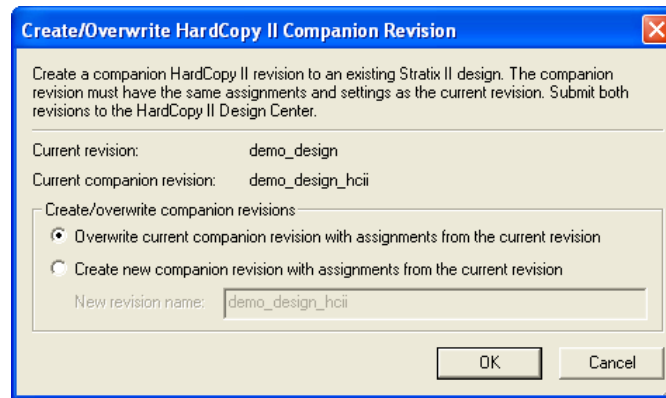 Create/Overwrite HardCopy II Companion Revision
Create a companion HardCopy II revision to an existing Stratix II design. The companion
revision must have the same assignments and settings as the current revision. Submit both
revisions to the HardCopy II Design Center.
Current revision: demo_design
Current companion revision: demo_design_hcii
Create/overwrite companion revisions
Overwrite current companion revision with assignments from the current revision
Create new companion revision with assignments from the current revision
New revision name: demo_design_hcii
OK Cancel